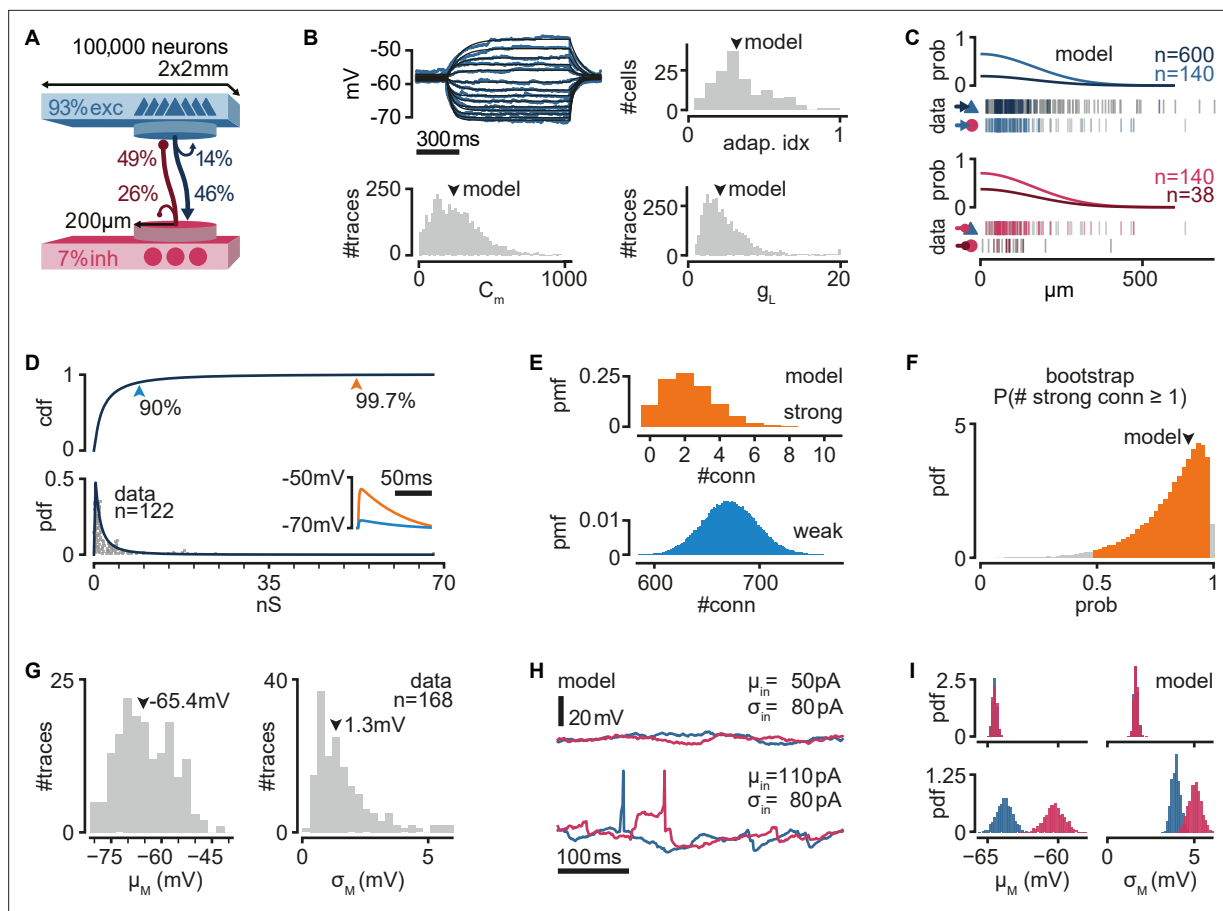 A
100,000 neurons
2x2mm
93%exc
49%
14%
26%
46%
200µm
7%inh
B
-50
-60
-70
mV
300ms
model
25
0
#cells
0
1
adap. idx
250
0
#traces
model
0
1000
C_m
250
0
#traces
model
0
20
g_L
C
1
0
prob
model
n=600
n=140
data
1
0
prob
n=140
n=38
data
0
500
µm
D
1
0
cdf
90%
99.7%
0.5
0
pdf
data
n=122
-50mV
-70mV
50ms
0
35
70
nS
E
0.25
0
pmf
model
strong
0 2 4 6 8 10
#conn
0.01
0
pmf
weak
600
700
#conn
F
bootstrap
P(# strong conn ≥ 1)
5
0
pdf
model
0
0.5
1
prob
G
25
0
#traces
-65.4mV
−75 −60 −45
µ_M (mV)
40
20
0
#traces
data
n=168
1.3mV
0
5
σ_M (mV)
H
model
20mV
µ_in= 50pA
σ_in= 80pA
µ_in=110pA
σ_in= 80pA
100ms
I
2.5
0
pdf
model
1.25
0
pdf
−65
−60
µ_M (mV)
0
5
σ_M (mV)